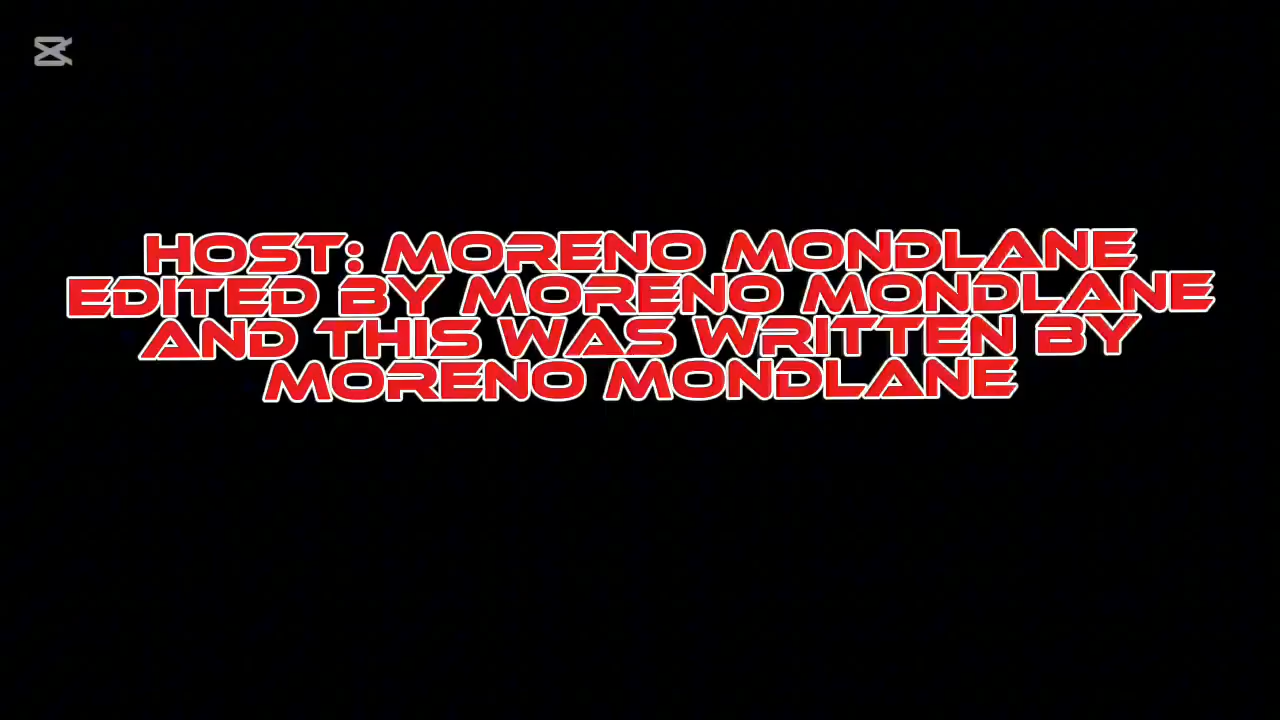 HOST: MORENO MONDLANE
EDITED BY MORENO MONDLANE
AND THIS WAS WRITTEN BY
MORENO MONDLANE